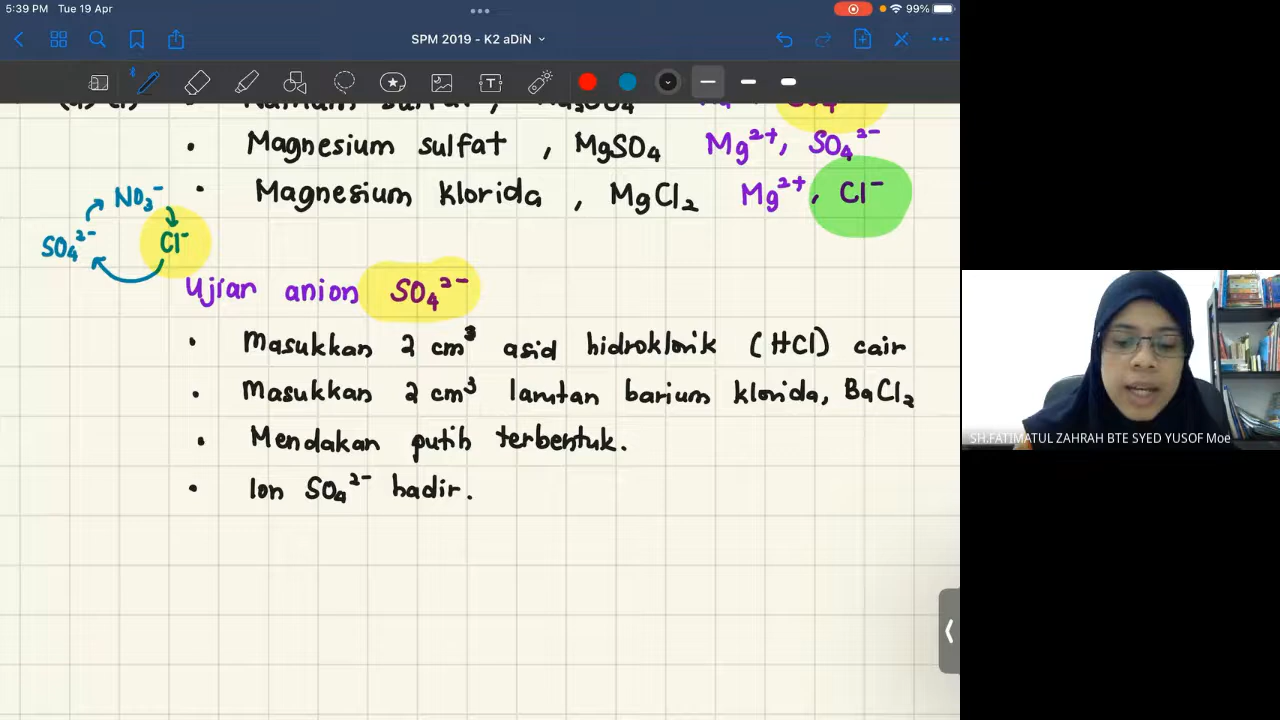 5:39 PM Tue 19 Apr
99%
SPM 2019 - K2 aDiN
T
sulfat,
Magnesium sulfat , MgSO₄ Mg²⁺, SO₄²⁻
Magnesium klorida , MgCl₂ Mg²⁺, Cl⁻
NO₃⁻
SO₄²⁻ Cl⁻
Ujian anion SO₄²⁻
• Masukkan 2 cm³ asid hidroklorik (HCl) cair
• Masukkan 2 cm³ larutan barium klorida, BaCl₂
• Mendakan putih terbentuk.
• Ion SO₄²⁻ hadir.
SH.FATIMATUL ZAHRAH BTE SYED YUSOF Moe